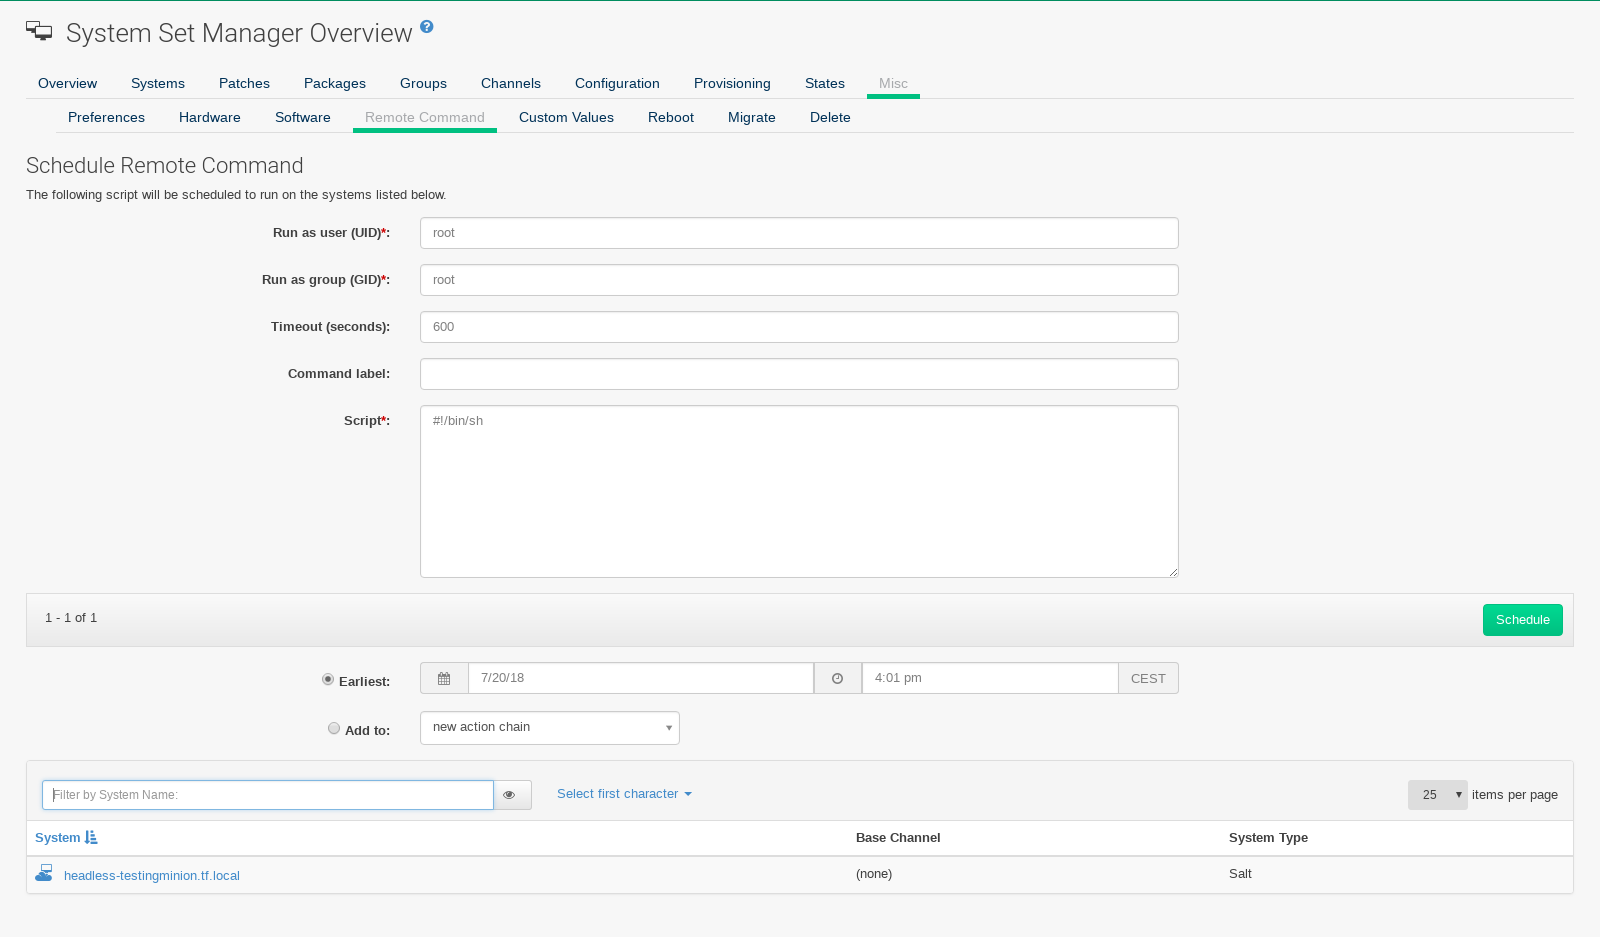 System Set Manager Overview
Overview Systems Patches Packages Groups Channels Configuration Provisioning States Misc
Preferences Hardware Software Remote Command Custom Values Reboot Migrate Delete
Schedule Remote Command
The following script will be scheduled to run on the systems listed below.
Run as user (UID)*: root
Run as group (GID)*: root
Timeout (seconds): 600
Command label:
Script*: #!/bin/sh
1 - 1 of 1 Schedule
Earliest: 7/20/18 4:01 pm CEST
Add to: new action chain
Filter by System Name: Select first character 25 items per page
System Base Channel System Type
headless-testingminion.tf.local (none) Salt